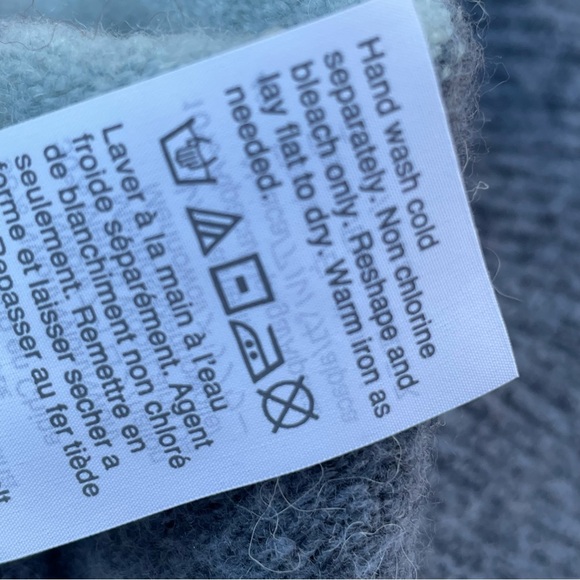 Hand wash cold
separately. Non chlorine
bleach only. Reshape and
lay flat to dry. Warm iron as
needed.
Laver à la main à l'eau
froide séparément. Agent
de blanchiment non chloré
seulement. Remettre en
forme et laisser secher a
Repasser au fer tiède